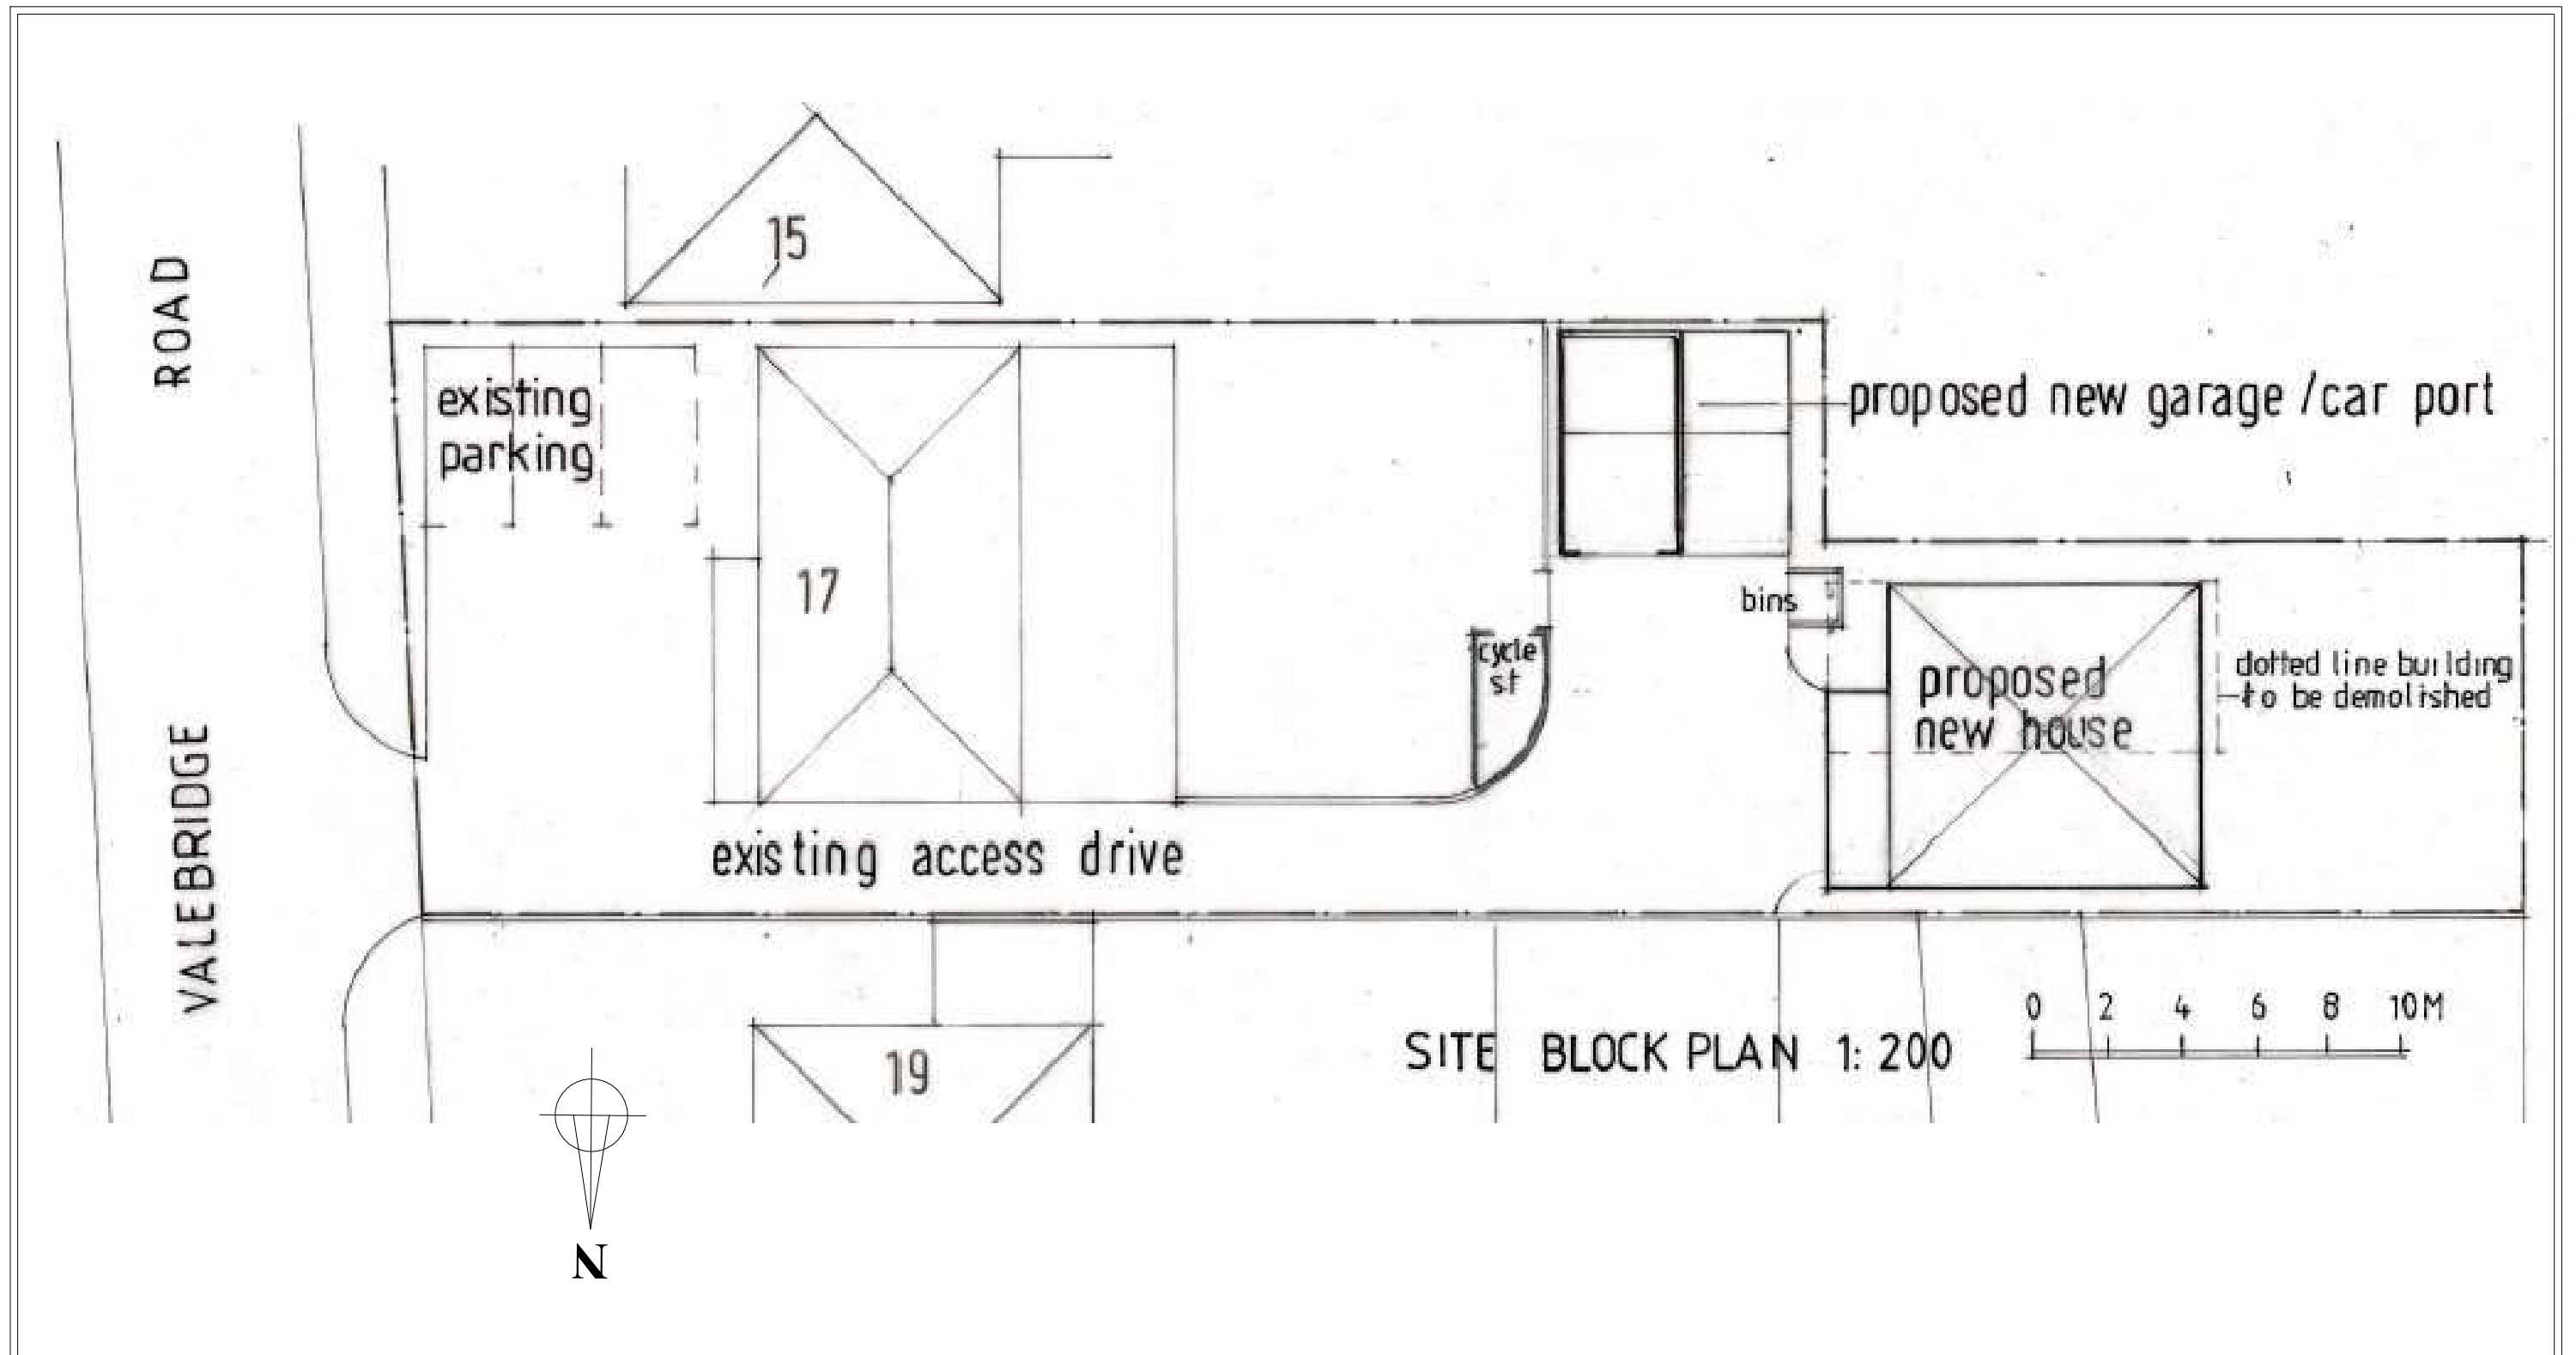 15
ROAD
existing
parking
proposed new garage/car port
17
bins
cycle
st
proposed
new house
dotted line building
to be demolished
VALEBRIDGE
existing access drive
0 2 4 6 8 10M
SITE BLOCK PLAN 1:200
19
N